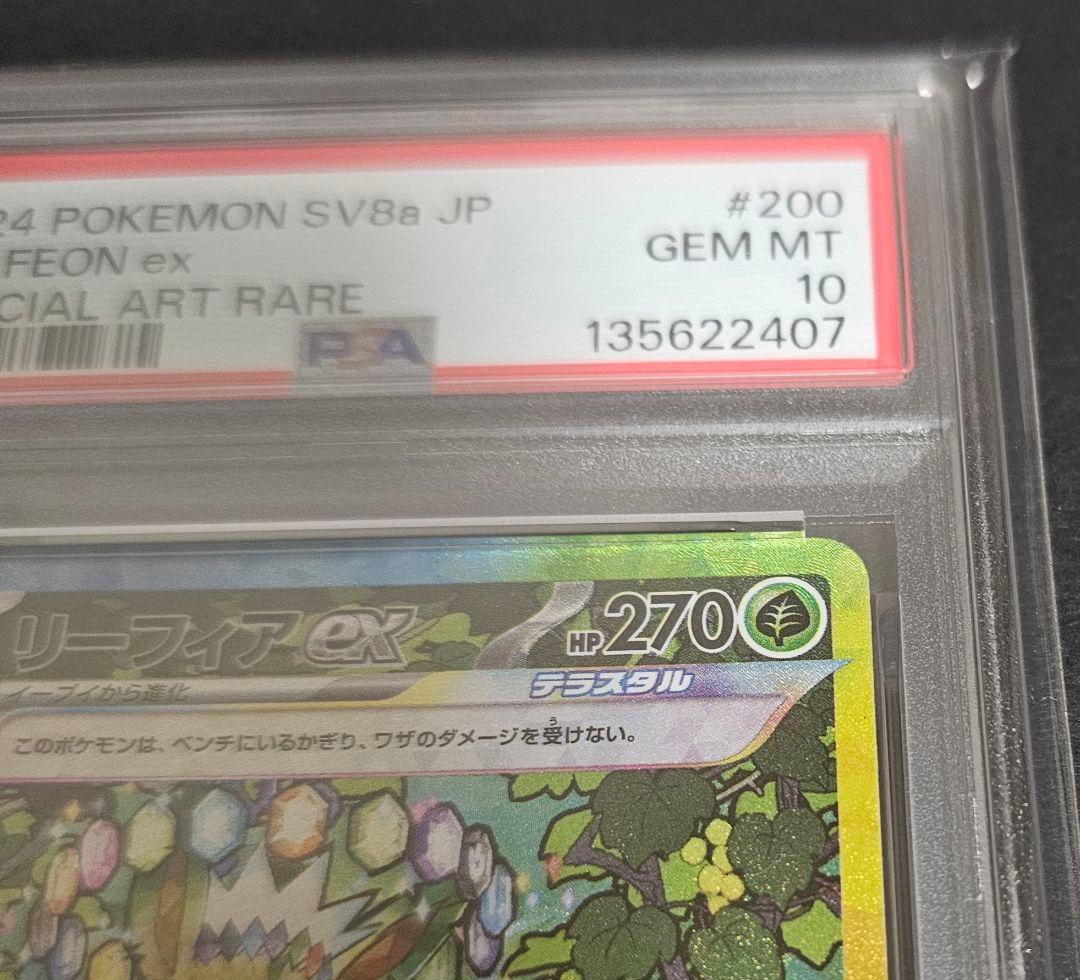 24 POKEMON SV8a JP
#200
FEON ex
GEM MT
CIAL ART RARE
10
PSA
135622407
リーフィアex
HP270
イーブイから進化
テラスタル
このポケモンは、ベンチにいるかぎり、ワザのダメージを受けない。
う